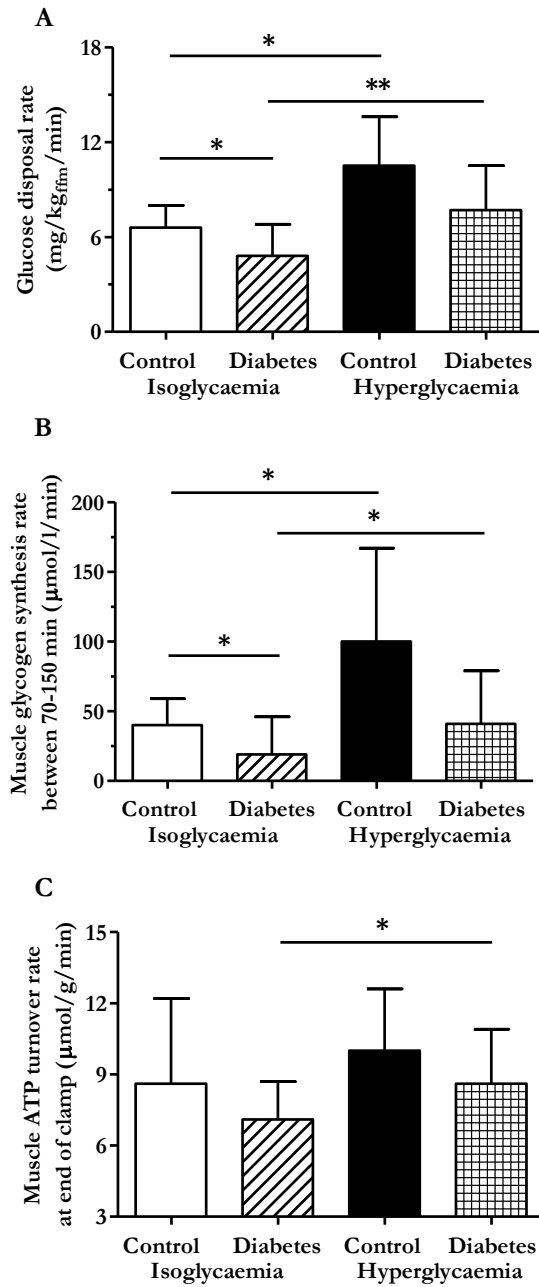 A
Glucose disposal rate
(mg/kgffm/min)
18
12
6
0
*
**
*
Control Diabetes Control Diabetes
Isoglycaemia Hyperglycaemia
B
Muscle glycogen synthesis rate
between 70-150 min (μmol/l/min)
200
150
100
50
0
*
*
*
Control Diabetes Control Diabetes
Isoglycaemia Hyperglycaemia
C
Muscle ATP turnover rate
at end of clamp (μmol/g/min)
15
12
9
6
3
*
Control Diabetes Control Diabetes
Isoglycaemia Hyperglycaemia